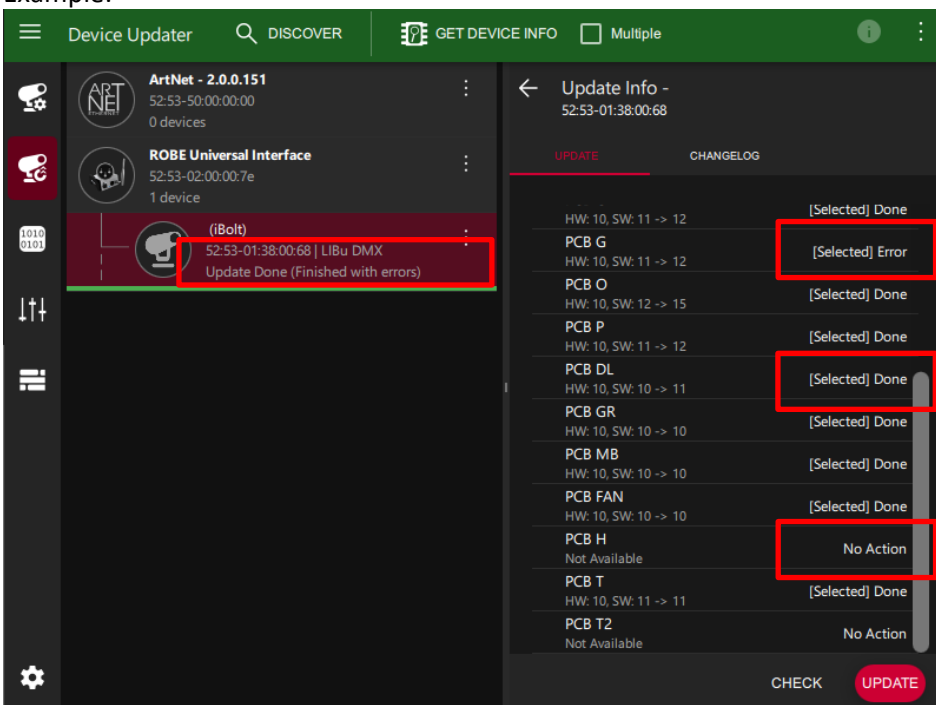 Example:
Device Updater
DISCOVER
GET DEVICE INFO
Multiple
ArtNet - 2.0.0.151
52:53-50:00:00:00
0 devices
ROBE Universal Interface
52:53-02:00:00:7e
1 device
(iBolt)
52:53-01:38:00:68 | LIBu DMX
Update Done (Finished with errors)
ART
NET
1010
0101
Update Info -
52:53-01:38:00:68
UPDATE
CHANGELOG
[Selected] Done
HW: 10, SW: 11 -> 12
PCB G
[Selected] Error
HW: 10, SW: 11 -> 12
PCB O
[Selected] Done
HW: 10, SW: 12 -> 15
PCB P
[Selected] Done
HW: 10, SW: 11 -> 12
PCB DL
[Selected] Done
HW: 10, SW: 10 -> 11
PCB GR
[Selected] Done
HW: 10, SW: 10 -> 10
PCB MB
[Selected] Done
HW: 10, SW: 10 -> 10
PCB FAN
[Selected] Done
HW: 10, SW: 10 -> 10
PCB H
No Action
Not Available
PCB T
[Selected] Done
HW: 10, SW: 11 -> 11
PCB T2
No Action
Not Available
CHECK
UPDATE